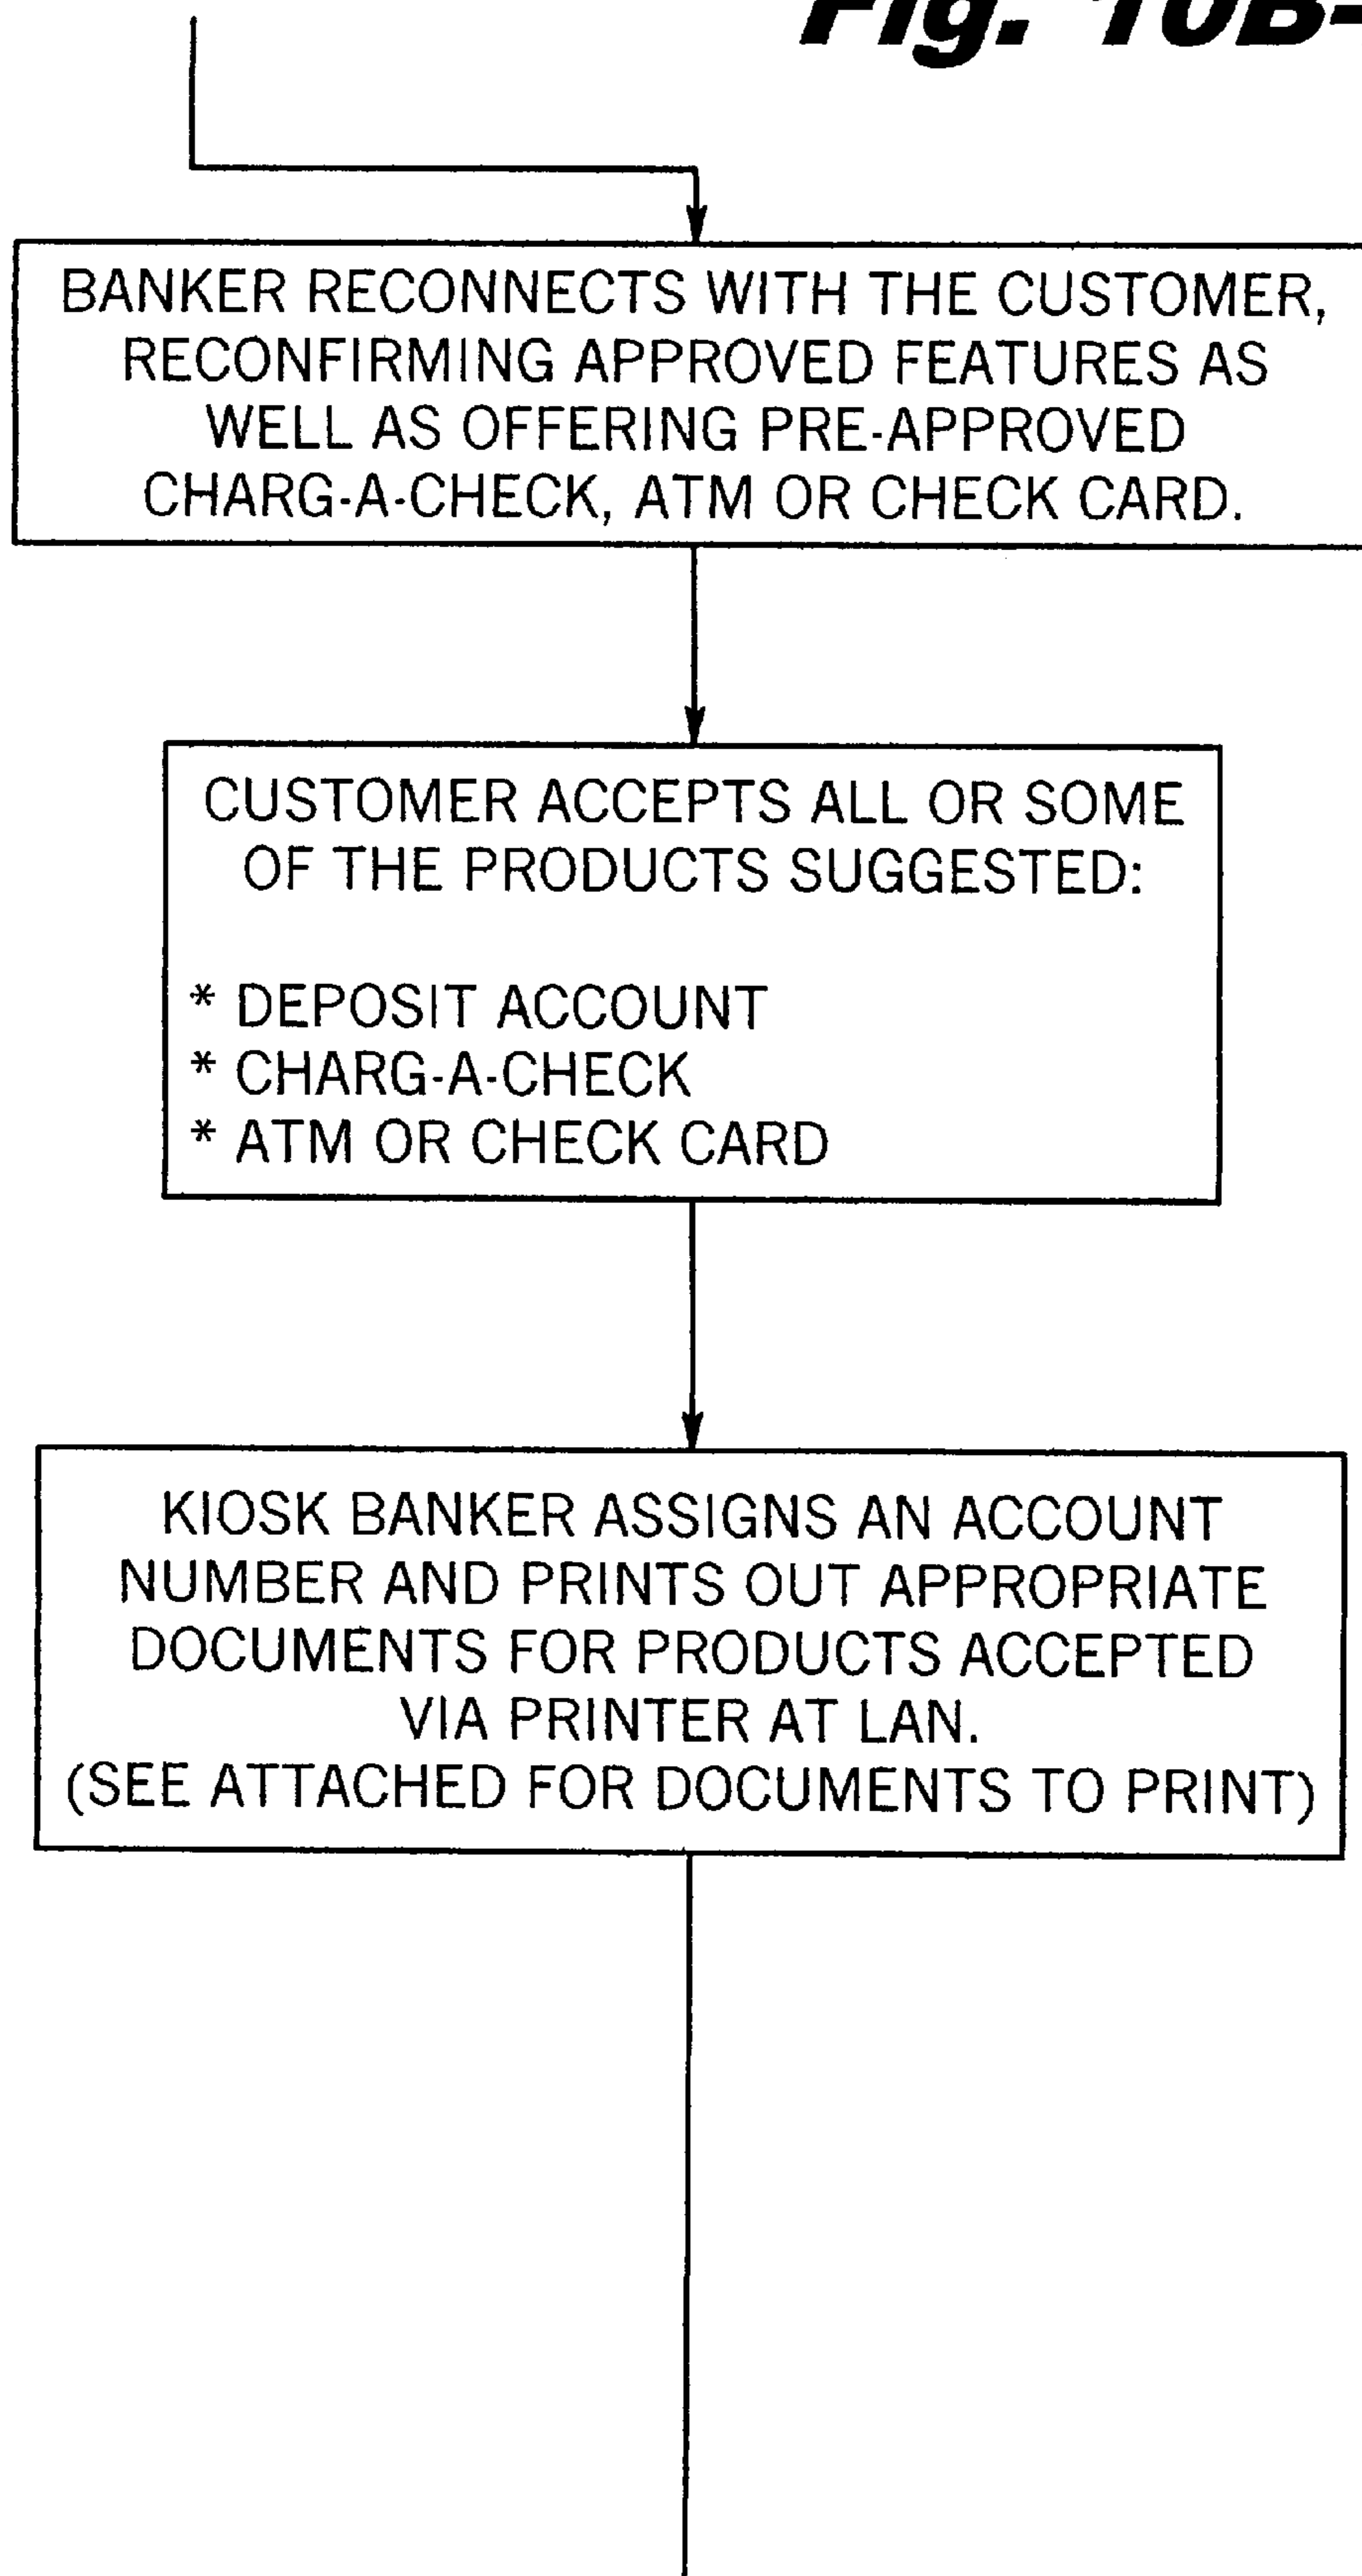 Fig. 10B-
BANKER RECONNECTS WITH THE CUSTOMER,
RECONFIRMING APPROVED FEATURES AS
WELL AS OFFERING PRE-APPROVED
CHARG-A-CHECK, ATM OR CHECK CARD.
CUSTOMER ACCEPTS ALL OR SOME
OF THE PRODUCTS SUGGESTED:
* DEPOSIT ACCOUNT
* CHARG-A-CHECK
* ATM OR CHECK CARD
KIOSK BANKER ASSIGNS AN ACCOUNT
NUMBER AND PRINTS OUT APPROPRIATE
DOCUMENTS FOR PRODUCTS ACCEPTED
VIA PRINTER AT LAN.
(SEE ATTACHED FOR DOCUMENTS TO PRINT)